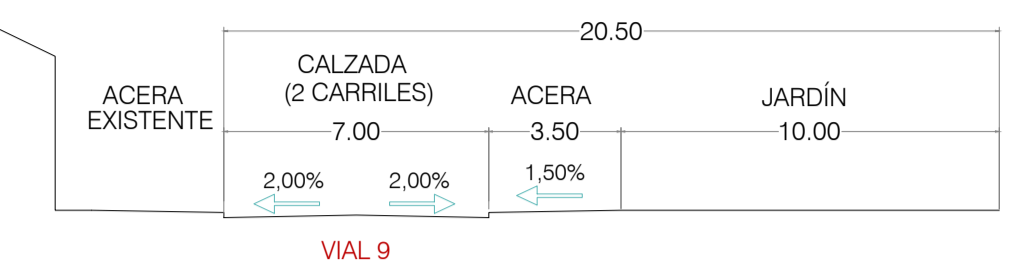 20.50
CALZADA
(2 CARRILES)
ACERA
EXISTENTE
ACERA
JARDÍN
7.00
3.50
10.00
2,00%
2,00%
1,50%
VIAL 9